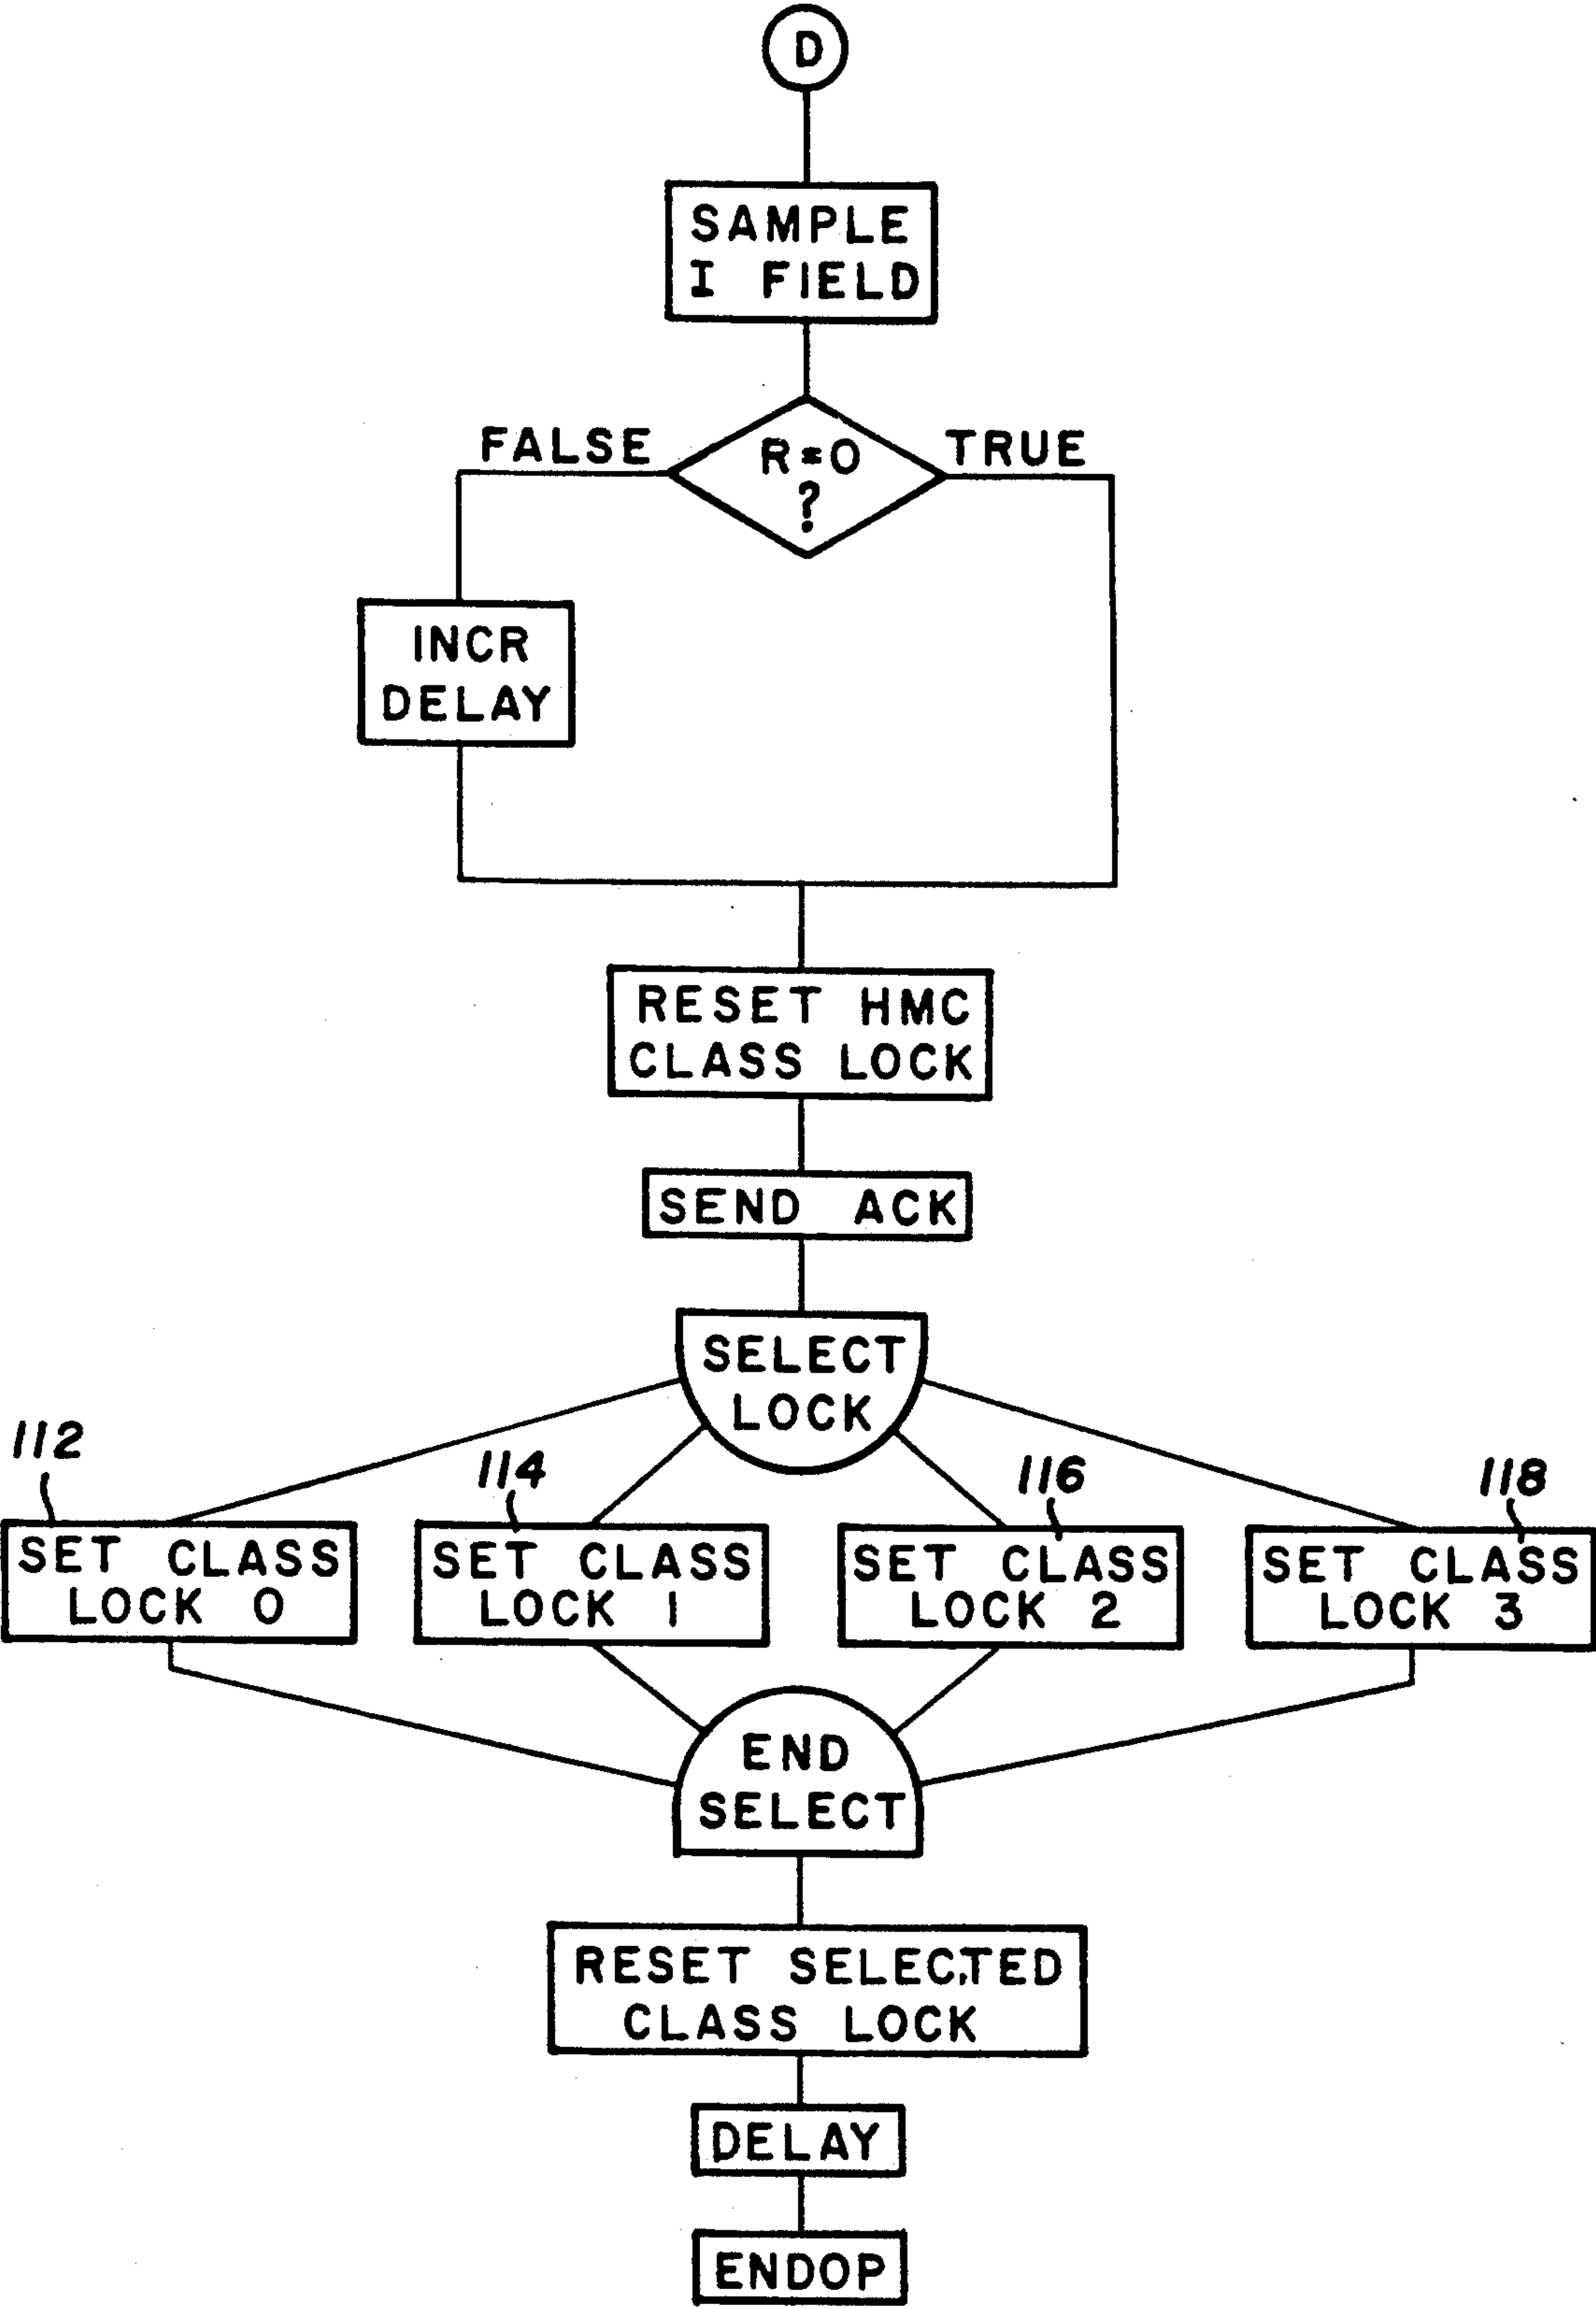 D
SAMPLE
I FIELD
FALSE
R=0
?
TRUE
INCR
DELAY
RESET HMC
CLASS LOCK
SEND ACK
SELECT
LOCK
112
114
116
118
SET CLASS
LOCK 0
SET CLASS
LOCK 1
SET CLASS
LOCK 2
SET CLASS
LOCK 3
END
SELECT
RESET SELECTED
CLASS LOCK
DELAY
ENDOP